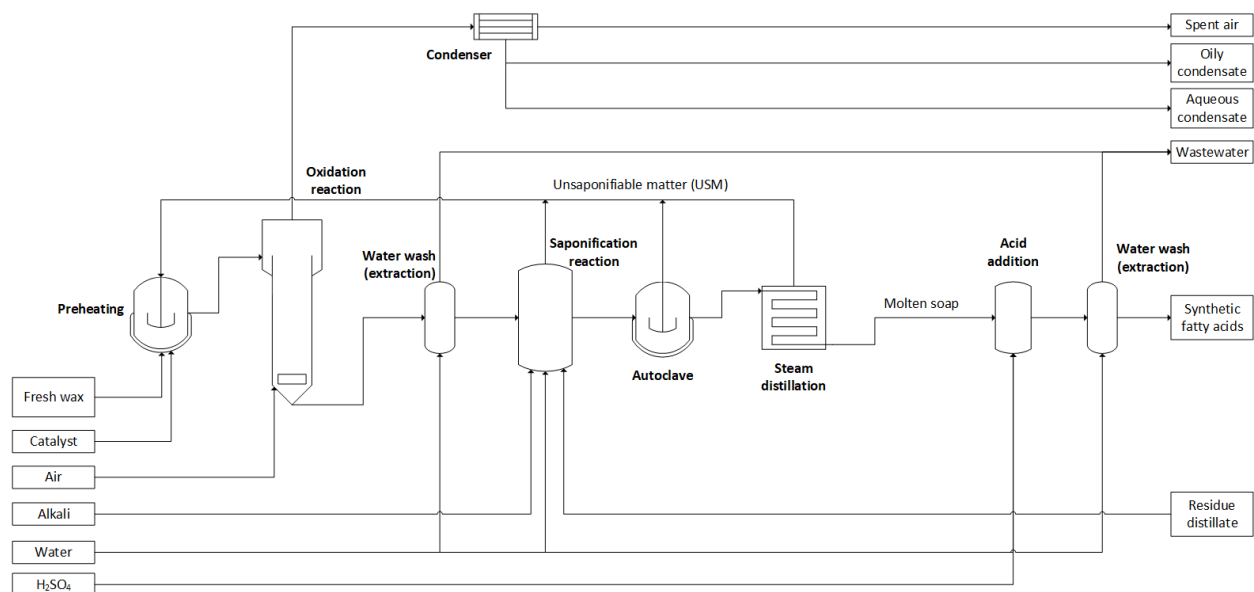 Spent air
Condenser
Oily
condensate
Aqueous
condensate
Wastewater
Oxidation
reaction
Unsaponifiable matter (USM)
Water wash
(extraction)
Saponification
reaction
Acid
addition
Water wash
(extraction)
Preheating
Molten soap
Synthetic
fatty acids
Autoclave
Steam
distillation
Fresh wax
Catalyst
Air
Alkali
Residue
distillate
Water
H₂SO₄